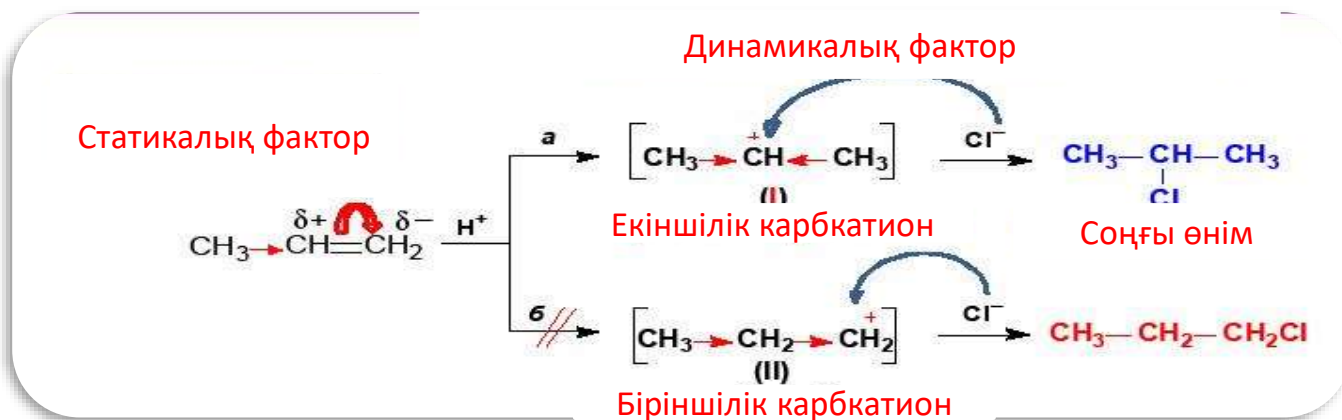 Динамикалық фактор
Статикалық фактор
а
[CH₃→CH⁺←CH₃]
(I)
Cl⁻
CH₃—CH—CH₃
Cl
Екіншілік карбкатион
Соңғы өнім
δ+ δ−
CH₃→CH=CH₂
H⁺
б
[CH₃→CH₂→CH₂⁺]
(II)
Cl⁻
CH₃—CH₂—CH₂Cl
Біріншілік карбкатион